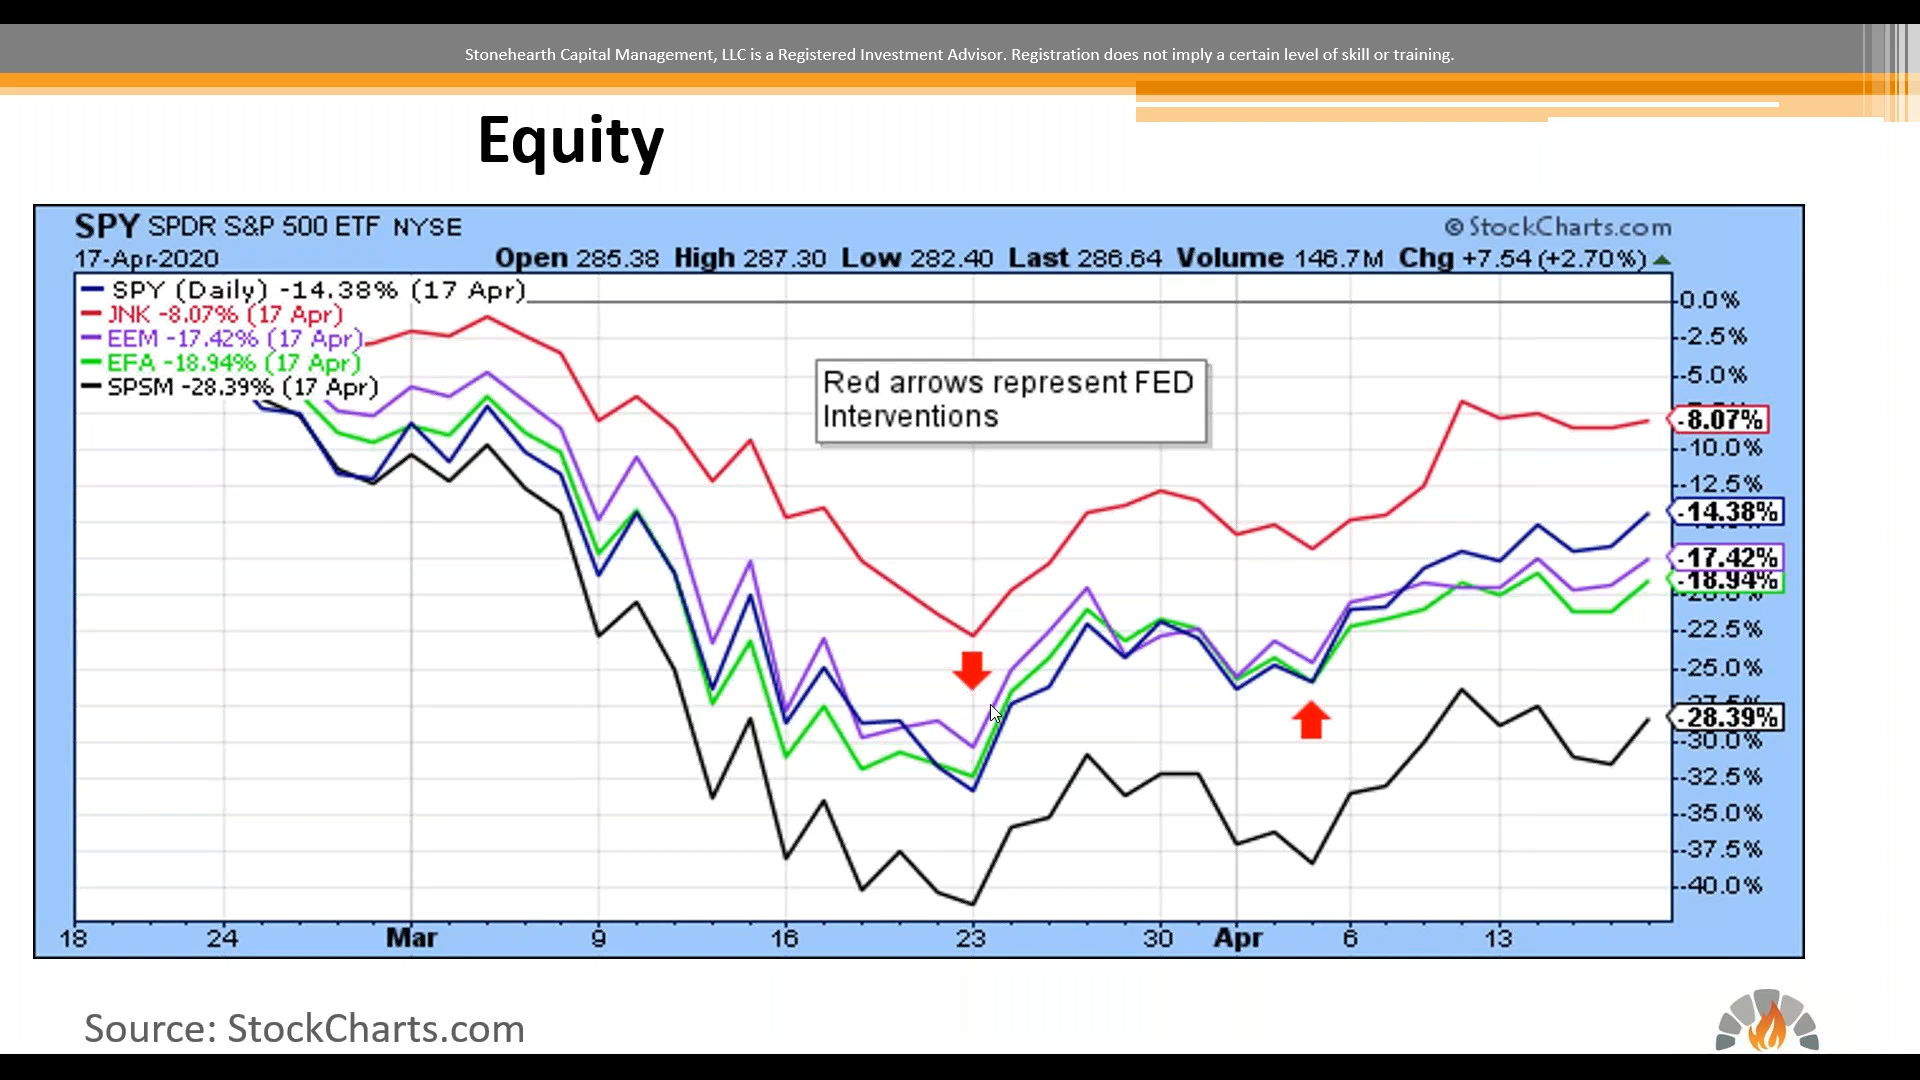 Stonehearth Capital Management, LLC is a Registered Investment Advisor. Registration does not imply a certain level of skill or training.
Equity
SPY SPDR S&P 500 ETF NYSE
© StockCharts.com
17-Apr-2020
Open 285.38 High 287.30 Low 282.40 Last 286.64 Volume 146.7M Chg +7.54 (+2.70%)
SPY (Daily) -14.38% (17 Apr)
JNK -8.07% (17 Apr)
EEM -17.42% (17 Apr)
EFA -18.94% (17 Apr)
SPSM -28.39% (17 Apr)
Red arrows represent FED
Interventions
0.0%
-2.5%
-5.0%
-8.07%
-10.0%
-12.5%
-14.38%
-17.42%
-18.94%
-22.5%
-25.0%
-28.39%
-30.0%
-32.5%
-35.0%
-37.5%
-40.0%
18 24 Mar 9 16 23 30 Apr 6 13
Source: StockCharts.com